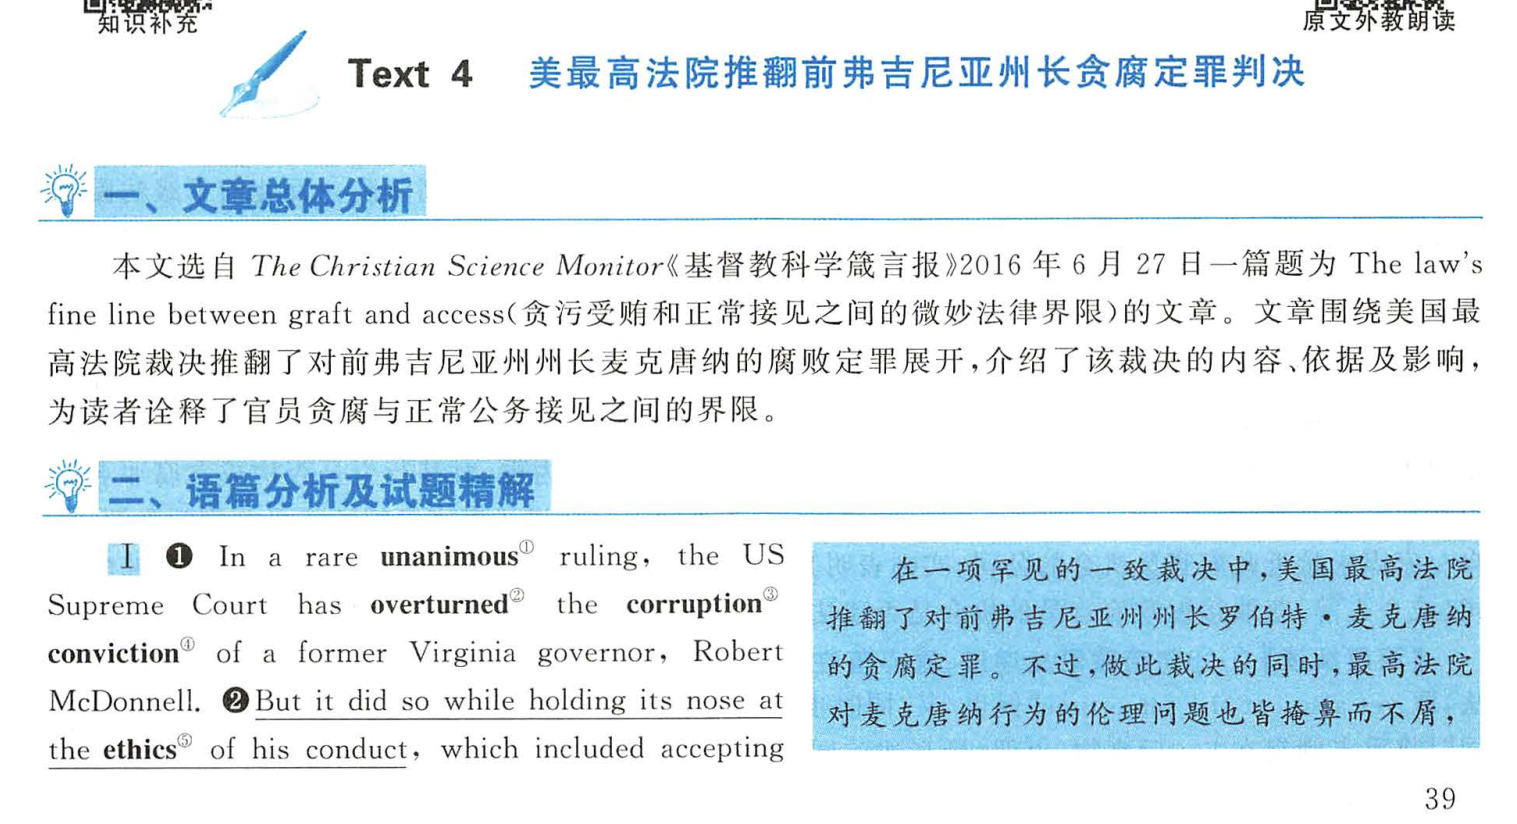 知识补充
原文外教朗读
Text 4 美最高法院推翻前弗吉尼亚州长贪腐定罪判决
一、文章总体分析
本文选自 The Christian Science Monitor《基督教科学箴言报》2016 年 6 月 27 日一篇题为 The law's
fine line between graft and access(贪污受贿和正常接见之间的微妙法律界限)的文章。文章围绕美国最
高法院裁决推翻了对前弗吉尼亚州州长麦克唐纳的腐败定罪展开,介绍了该裁决的内容、依据及影响,
为读者诠释了官员贪腐与正常公务接见之间的界限。
二、语篇分析及试题精解
Ⅰ ❶ In a rare unanimous① ruling, the US
Supreme Court has overturned② the corruption③
conviction④ of a former Virginia governor, Robert
McDonnell. ❷But it did so while holding its nose at
the ethics⑤ of his conduct, which included accepting
在一项罕见的一致裁决中,美国最高法院
推翻了对前弗吉尼亚州州长罗伯特·麦克唐纳
的贪腐定罪。不过,做此裁决的同时,最高法院
对麦克唐纳行为的伦理问题也皆掩鼻而不屑,
39